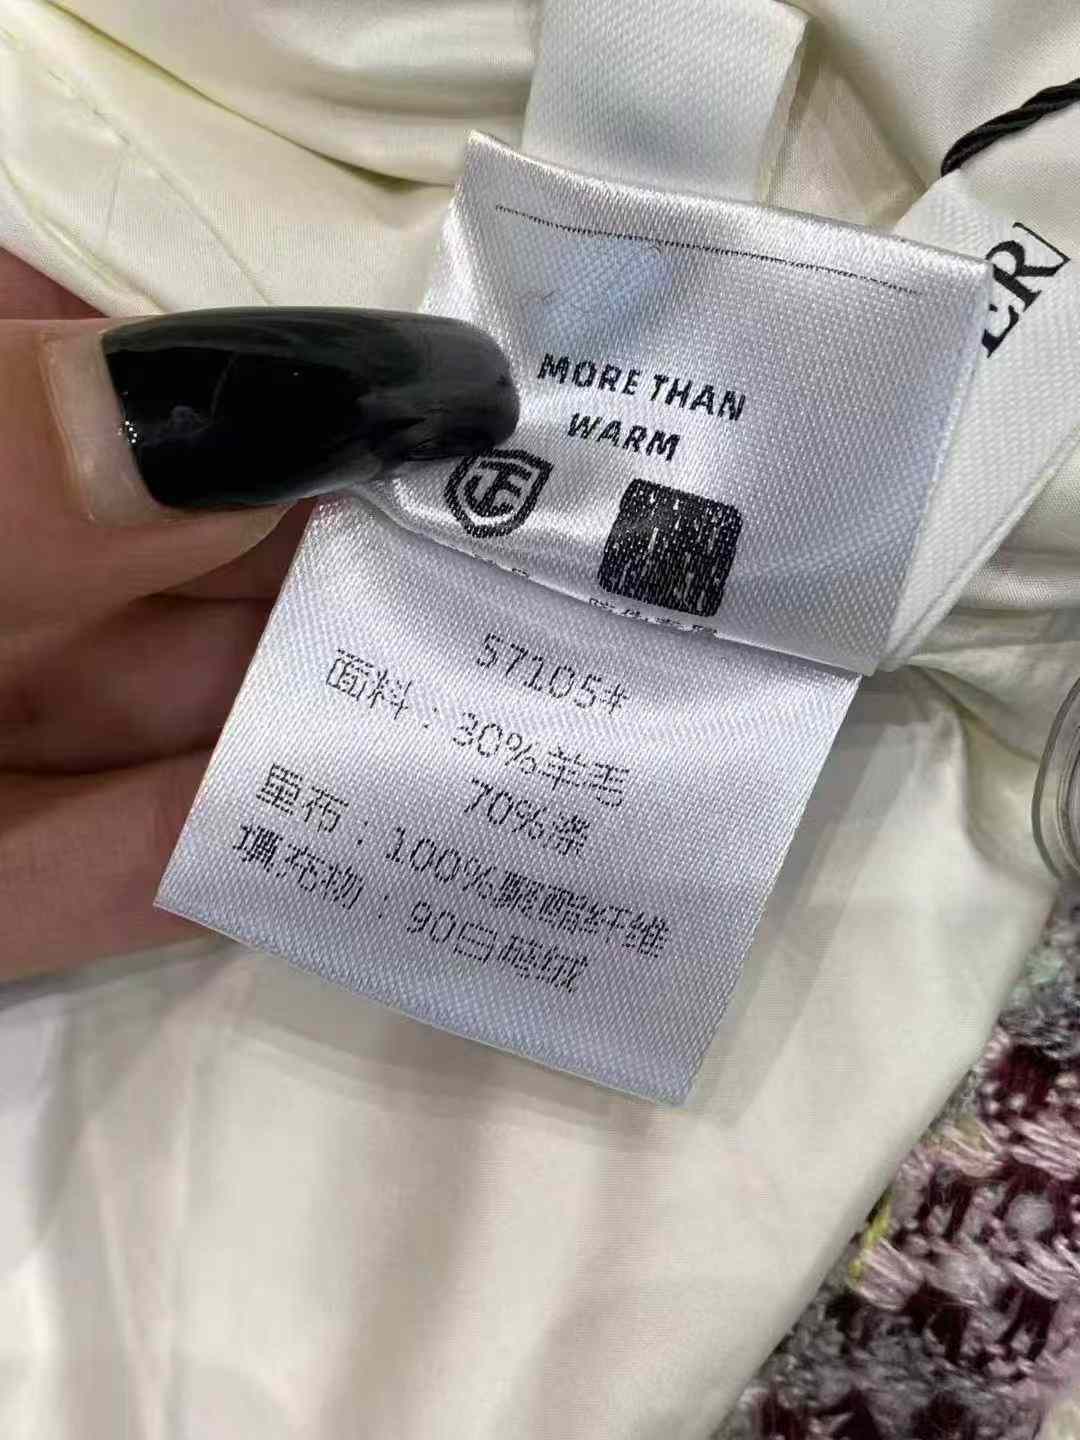 ER
MORE THAN
WARM
57105#
面料：30%羊毛
70%涤
里布：100%聚酯纤维
填充物：90白鸭绒